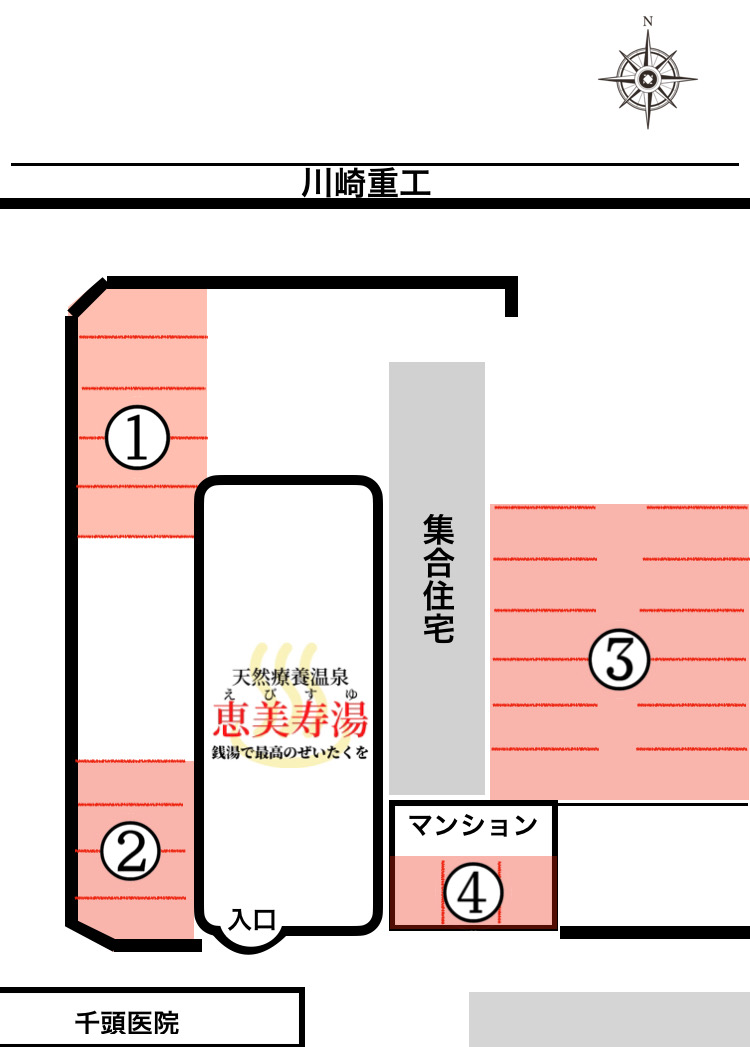 N
川崎重工
①
集合住宅
③
天然療養温泉
えびすゆ
恵美寿湯
銭湯で最高のぜいたくを
マンション
②
④
入口
千頭医院